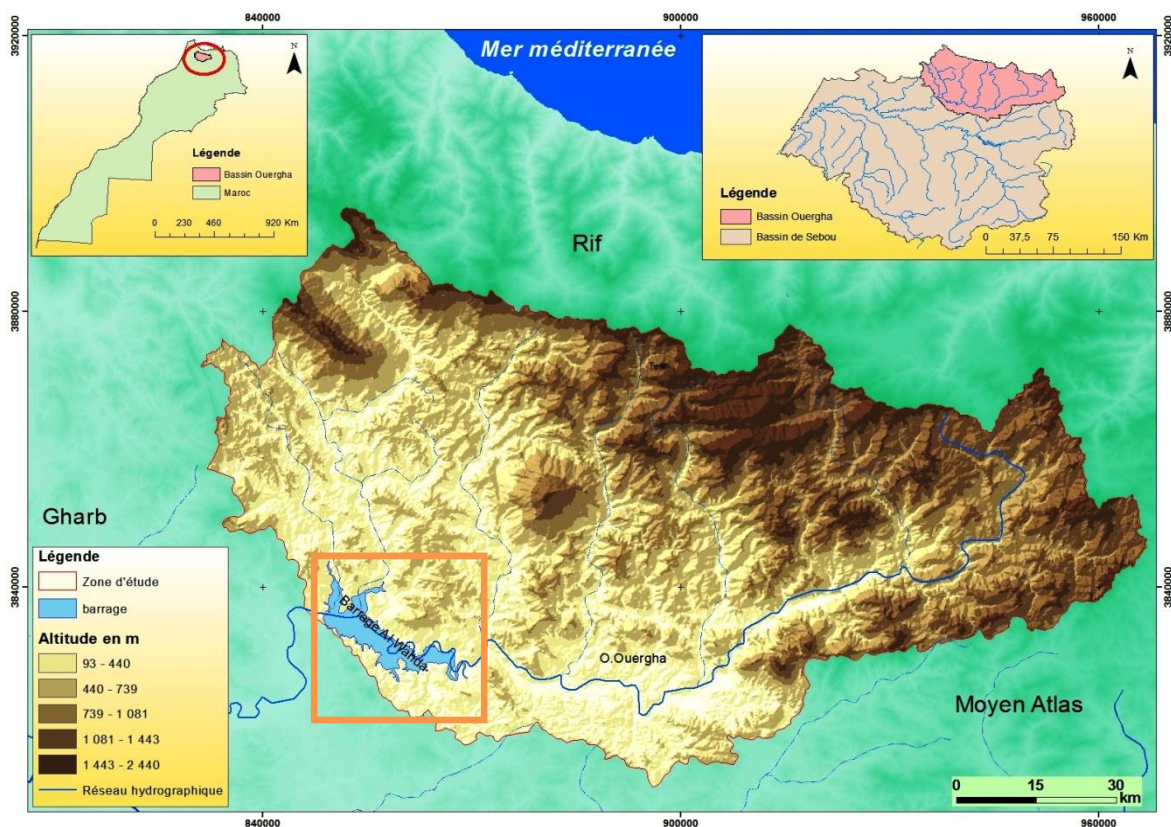 840000
900000
960000
3920000
3920000
Mer méditerranée
N
Légende
Bassin Ouergha
Maroc
0 230 460 920 Km
N
Légende
Bassin Ouergha
Bassin de Sebou
0 37,5 75 150 Km
Rif
3880000
3880000
Gharb
Légende
Zone d'étude
barrage
Altitude en m
93 - 440
440 - 739
739 - 1 081
1 081 - 1 443
1 443 - 2 440
Réseau hydrographique
3840000
3840000
Barrage Al Wahda
O.Ouergha
Moyen Atlas
0 15 30
km
840000
900000
960000